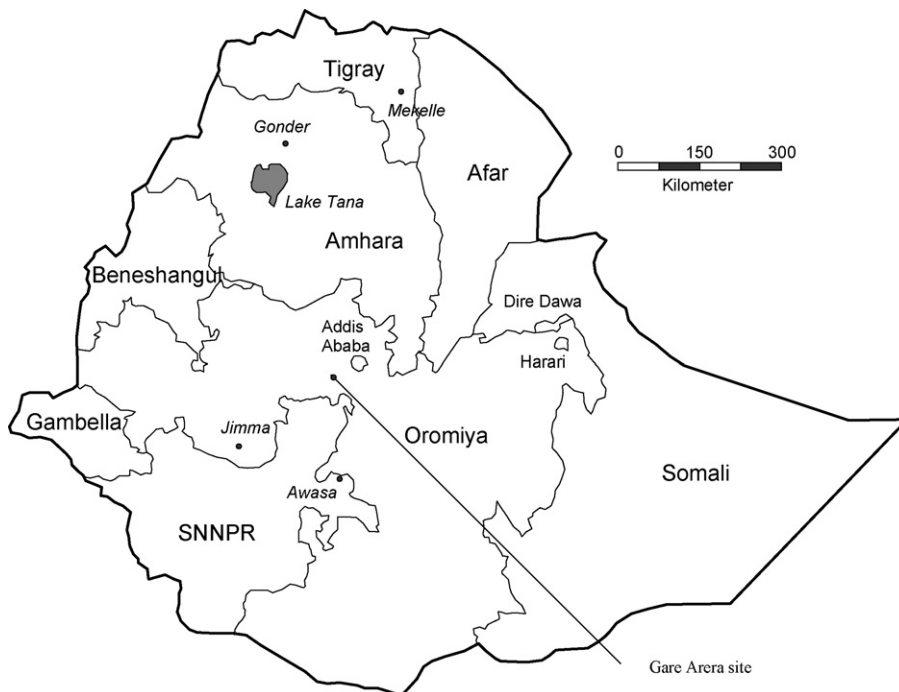 Tigray
Mekelle
Gonder
0 150 300
Kilometer
Afar
Lake Tana
Amhara
Beneshangul
Dire Dawa
Addis
Ababa
Harari
Gambella
Jimma
Oromiya
Somali
Awasa
SNNPR
Gare Arera site